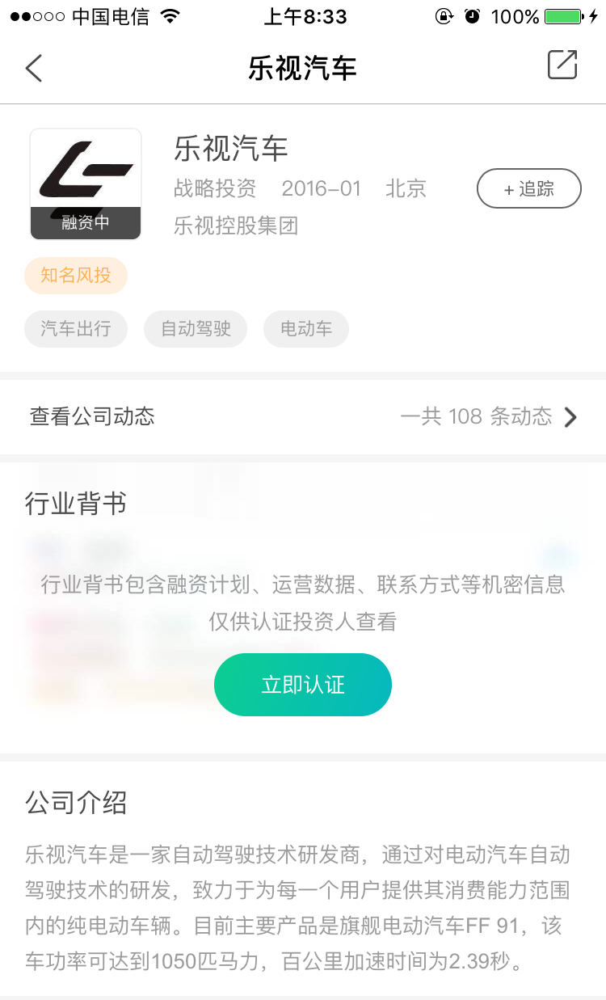 中国电信 上午8:33 100%
乐视汽车
乐视汽车
战略投资 2016-01 北京
+ 追踪
乐视控股集团
融资中
知名风投
汽车出行 自动驾驶 电动车
查看公司动态 一共 108 条动态
行业背书
行业背书包含融资计划、运营数据、联系方式等机密信息
仅供认证投资人查看
立即认证
公司介绍
乐视汽车是一家自动驾驶技术研发商，通过对电动汽车自动
驾驶技术的研发，致力于为每一个用户提供其消费能力范围
内的纯电动车辆。目前主要产品是旗舰电动汽车FF 91，该
车功率可达到1050匹马力，百公里加速时间为2.39秒。